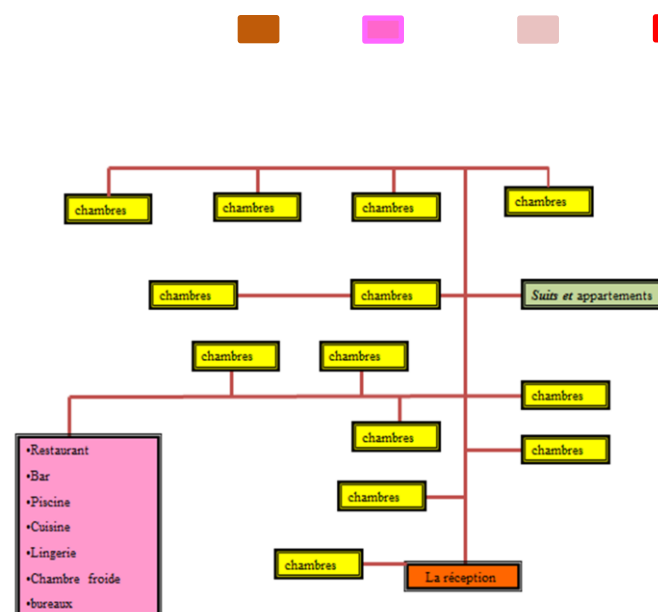 chambres
chambres
chambres
chambres
chambres
chambres
Suits et appartements
chambres
chambres
chambres
chambres
chambres
•Restaurant
•Bar
•Piscine
•Cuisine
•Lingerie
•Chambre froide
•bureaux
chambres
chambres
La réception